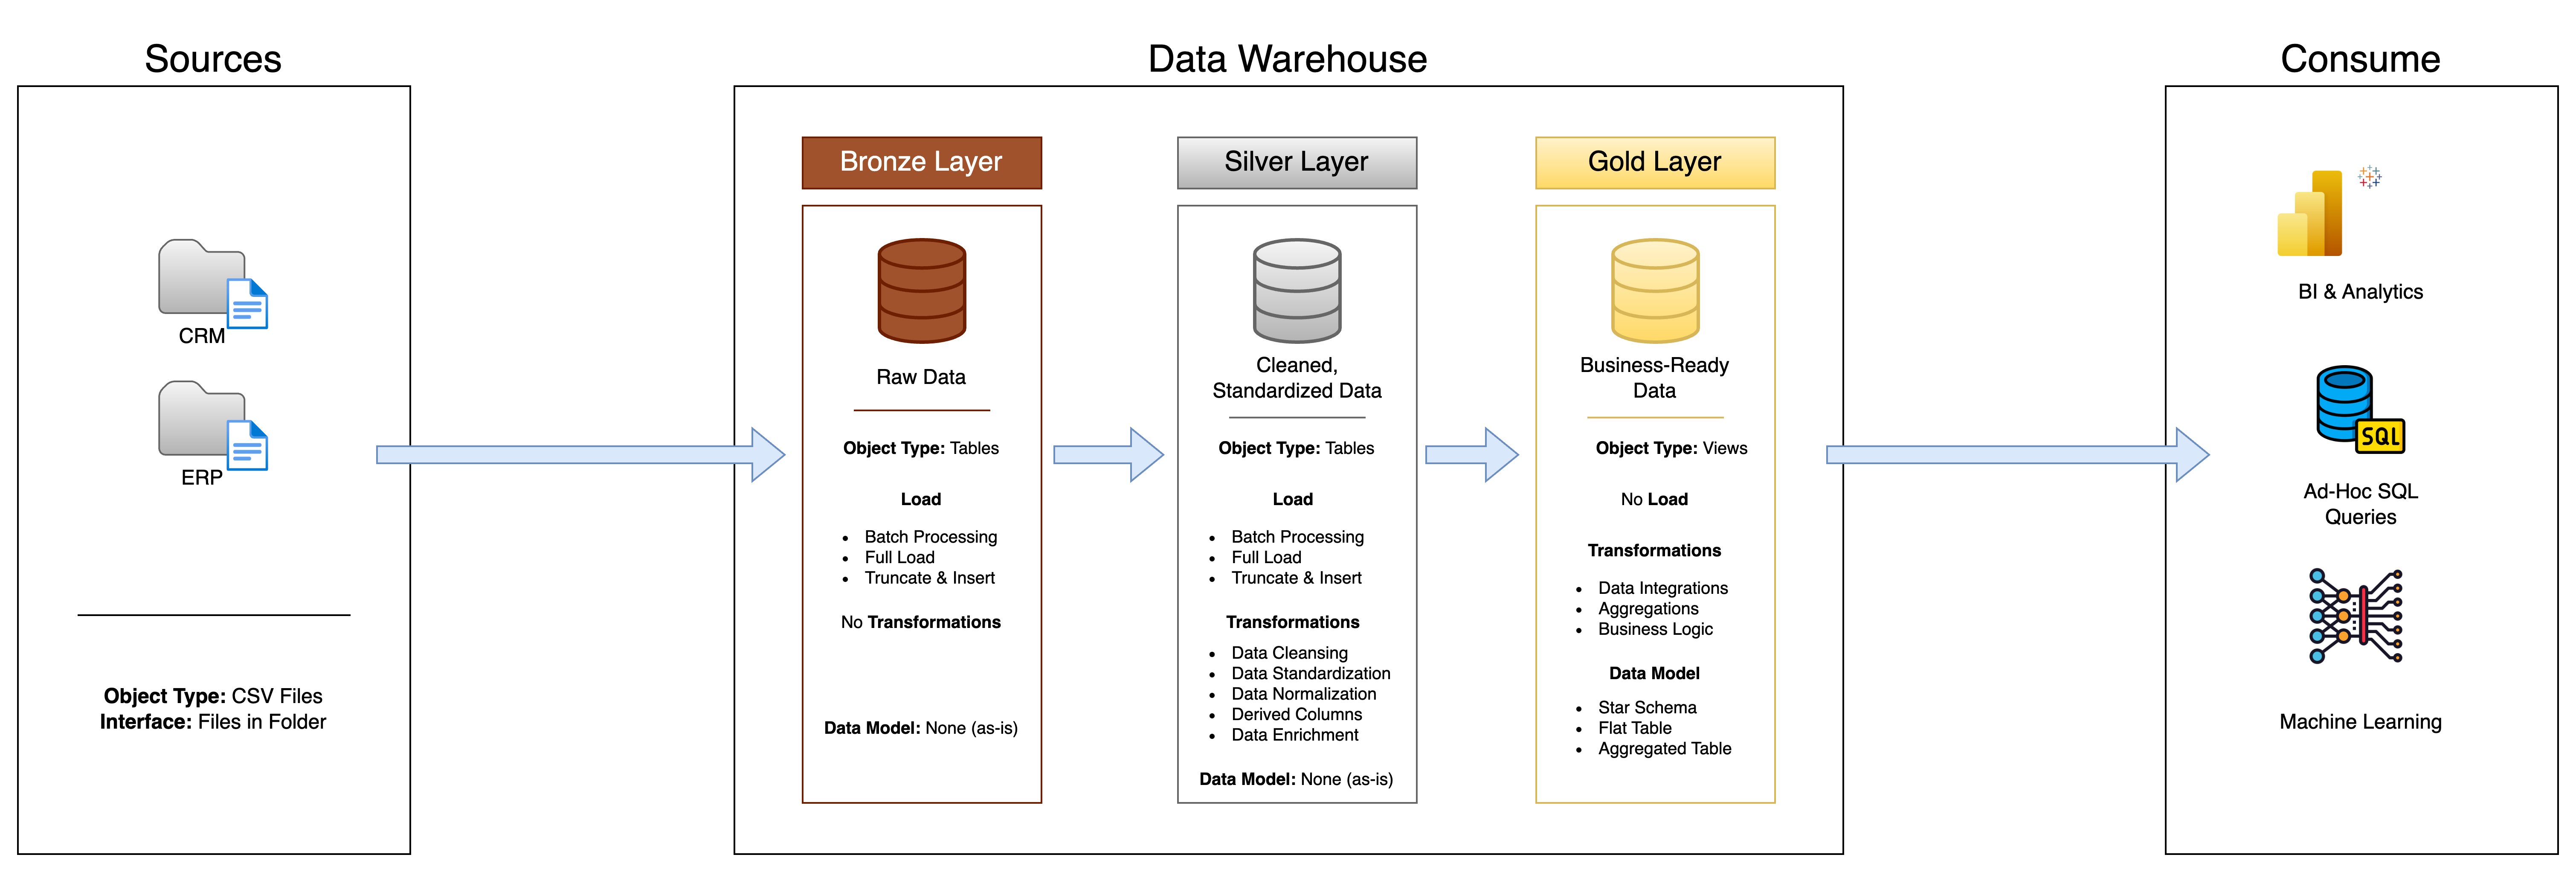 Sources
CRM
ERP
Object Type: CSV Files
Interface: Files in Folder
Data Warehouse
Bronze Layer
Raw Data
Object Type: Tables
Load
• Batch Processing
• Full Load
• Truncate & Insert
No Transformations
Data Model: None (as-is)
Silver Layer
Cleaned,
Standardized Data
Object Type: Tables
Load
• Batch Processing
• Full Load
• Truncate & Insert
Transformations
• Data Cleansing
• Data Standardization
• Data Normalization
• Derived Columns
• Data Enrichment
Data Model: None (as-is)
Gold Layer
Business-Ready
Data
Object Type: Views
No Load
Transformations
• Data Integrations
• Aggregations
• Business Logic
Data Model
• Star Schema
• Flat Table
• Aggregated Table
Consume
BI & Analytics
SQL
Ad-Hoc SQL
Queries
Machine Learning